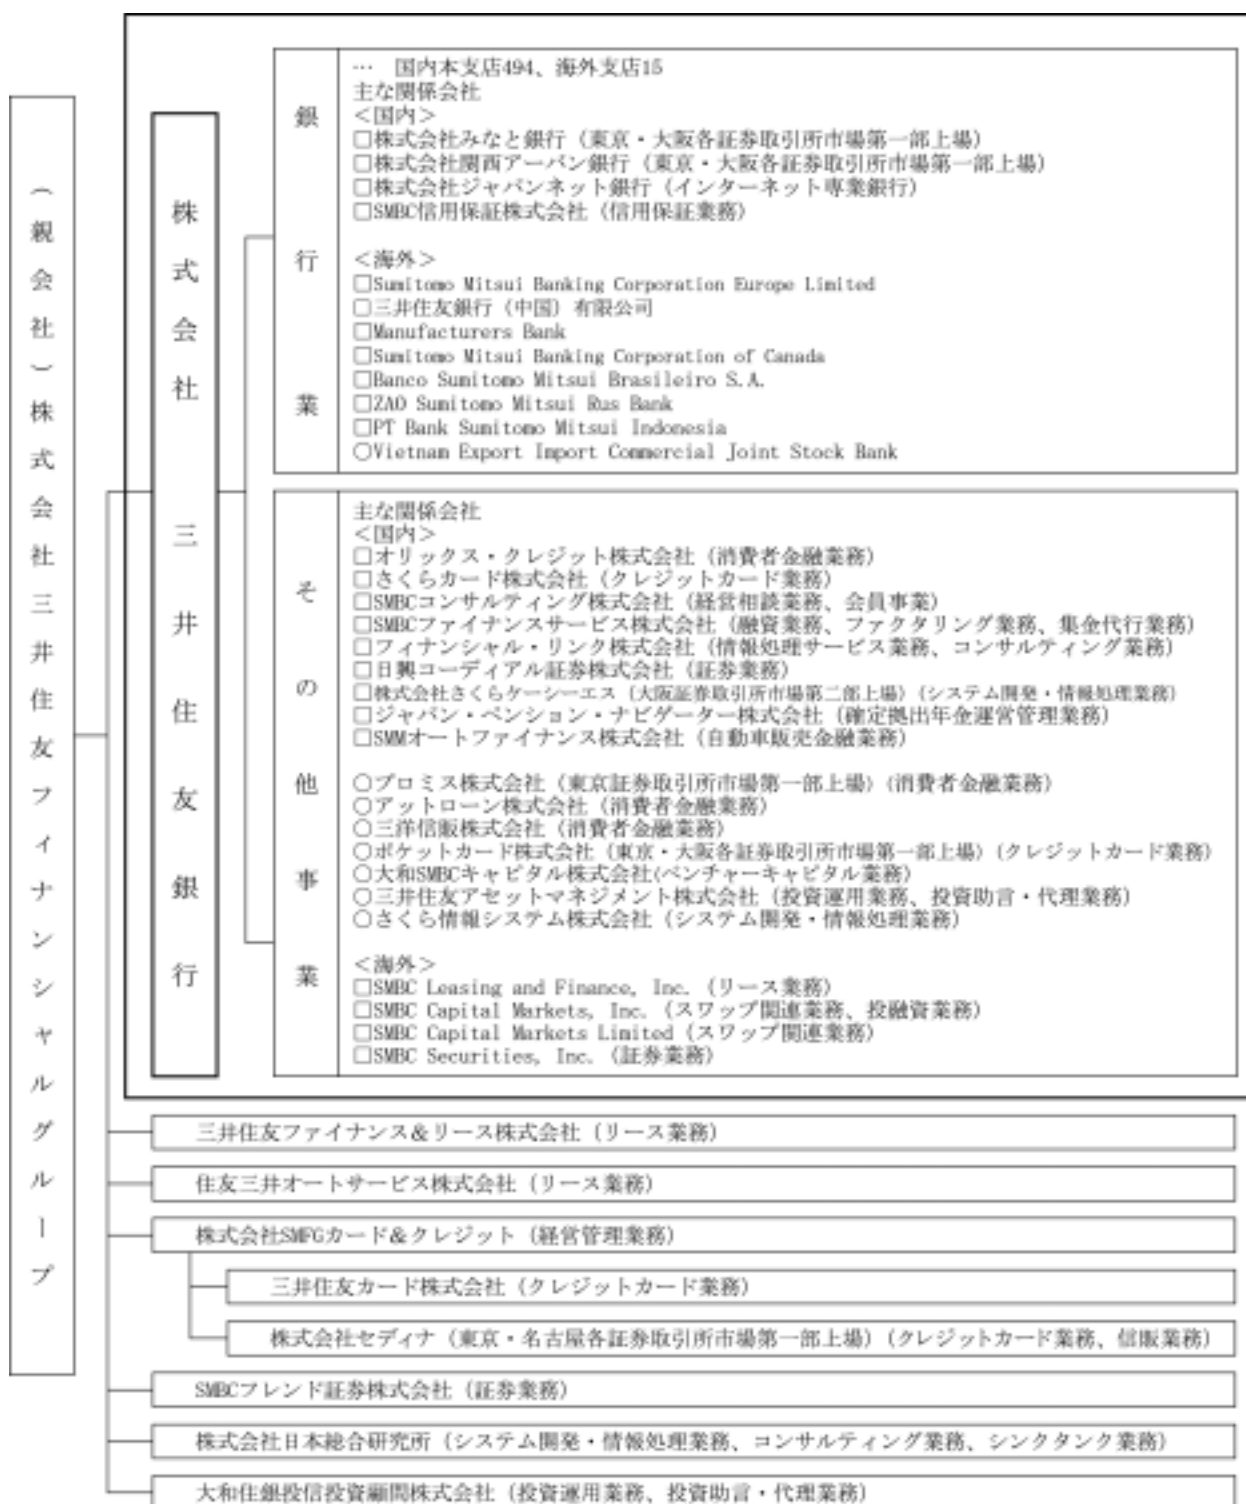 (親会社)株式会社三井住友フィナンシャルグループ
株式会社 三井住友銀行
銀行業
… 国内本支店494、海外支店15
主な関係会社
<国内>
□株式会社みなと銀行(東京・大阪各証券取引所市場第一部上場)
□株式会社関西アーバン銀行(東京・大阪各証券取引所市場第一部上場)
□株式会社ジャパンネット銀行(インターネット専業銀行)
□SMBC信用保証株式会社(信用保証業務)
<海外>
□Sumitomo Mitsui Banking Corporation Europe Limited
□三井住友銀行(中国)有限公司
□Manufacturers Bank
□Sumitomo Mitsui Banking Corporation of Canada
□Banco Sumitomo Mitsui Brasileiro S.A.
□ZAO Sumitomo Mitsui Rus Bank
□PT Bank Sumitomo Mitsui Indonesia
○Vietnam Export Import Commercial Joint Stock Bank
その他事業
主な関係会社
<国内>
□オリックス・クレジット株式会社(消費者金融業務)
□さくらカード株式会社(クレジットカード業務)
□SMBCコンサルティング株式会社(経営相談業務、会員事業)
□SMBCファイナンスサービス株式会社(融資業務、ファクタリング業務、集金代行業務)
□フィナンシャル・リンク株式会社(情報処理サービス業務、コンサルティング業務)
□日興コーディアル証券株式会社(証券業務)
□株式会社さくらケーシーエス(大阪証券取引所市場第二部上場)(システム開発・情報処理業務)
□ジャパン・ペンション・ナビゲーター株式会社(確定拠出年金運営管理業務)
□SMMオートファイナンス株式会社(自動車販売金融業務)
○プロミス株式会社(東京証券取引所市場第一部上場)(消費者金融業務)
○アットローン株式会社(消費者金融業務)
○三洋信販株式会社(消費者金融業務)
○ポケットカード株式会社(東京・大阪各証券取引所市場第一部上場)(クレジットカード業務)
○大和SMBCキャピタル株式会社(ベンチャーキャピタル業務)
○三井住友アセットマネジメント株式会社(投資運用業務、投資助言・代理業務)
○さくら情報システム株式会社(システム開発・情報処理業務)
<海外>
□SMBC Leasing and Finance, Inc.(リース業務)
□SMBC Capital Markets, Inc.(スワップ関連業務、投融資業務)
□SMBC Capital Markets Limited(スワップ関連業務)
□SMBC Securities, Inc.(証券業務)
三井住友ファイナンス&リース株式会社(リース業務)
住友三井オートサービス株式会社(リース業務)
株式会社SMFGカード&クレジット(経営管理業務)
三井住友カード株式会社(クレジットカード業務)
株式会社セディナ(東京・名古屋各証券取引所市場第一部上場)(クレジットカード業務、信販業務)
SMBCフレンド証券株式会社(証券業務)
株式会社日本総合研究所(システム開発・情報処理業務、コンサルティング業務、シンクタンク業務)
大和住銀投信投資顧問株式会社(投資運用業務、投資助言・代理業務)